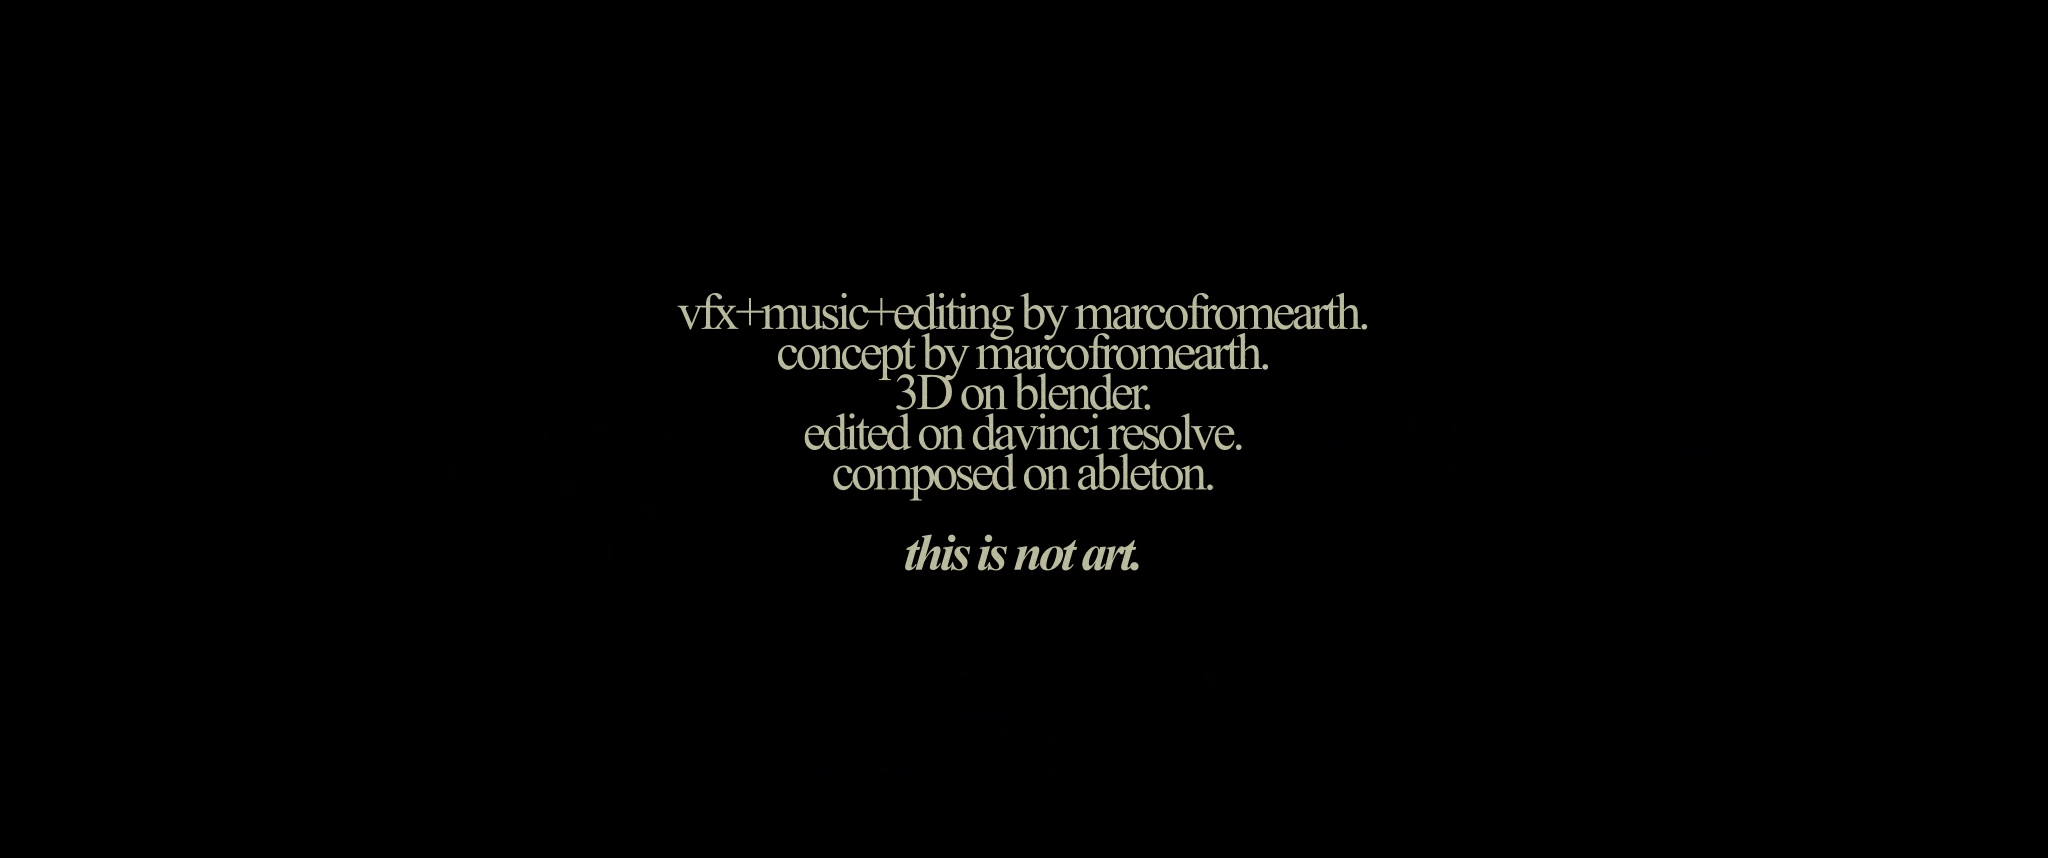 vfx+music+editing by marcofromearth.
concept by marcofromearth.
3D on blender.
edited on davinci resolve.
composed on ableton.
this is not art.